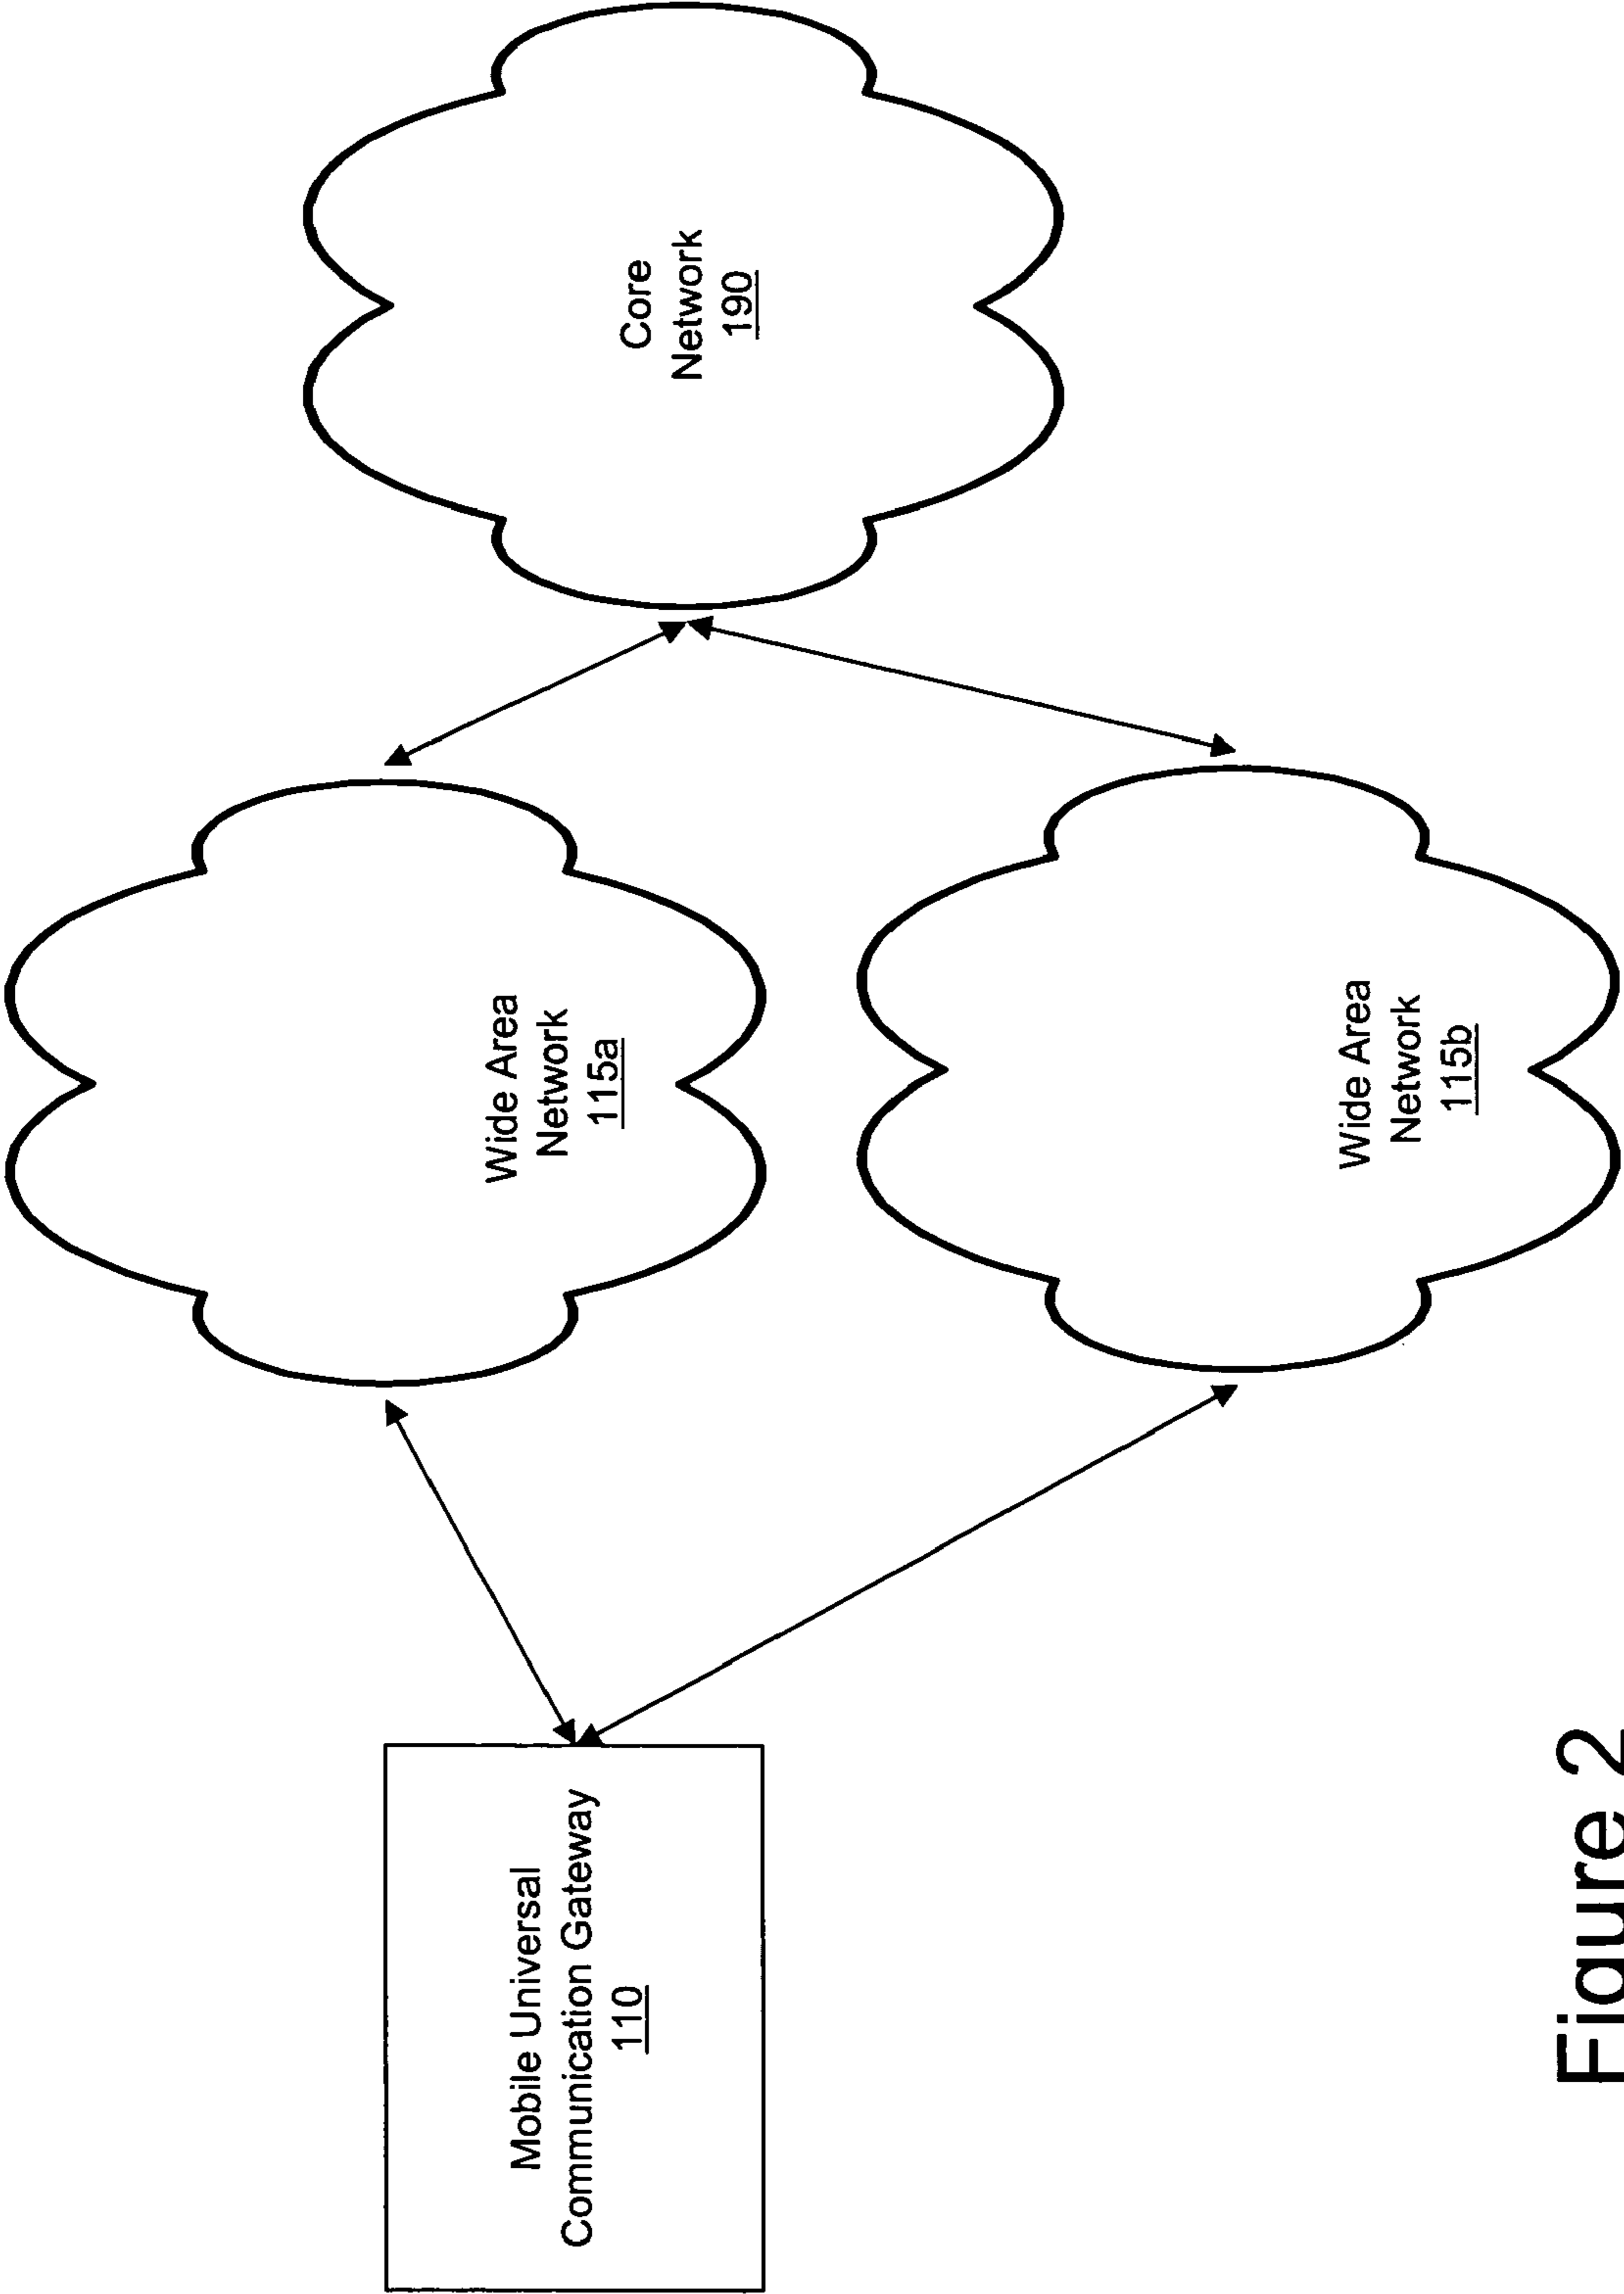 Mobile Universal
Communication Gateway
110
Wide Area
Network
115a
Wide Area
Network
115b
Core
Network
190
Figure 2